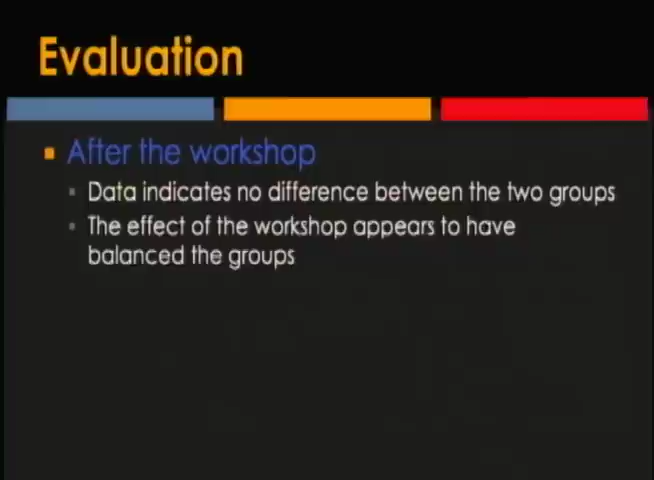 Evaluation
After the workshop
Data indicates no difference between the two groups
The effect of the workshop appears to have
balanced the groups